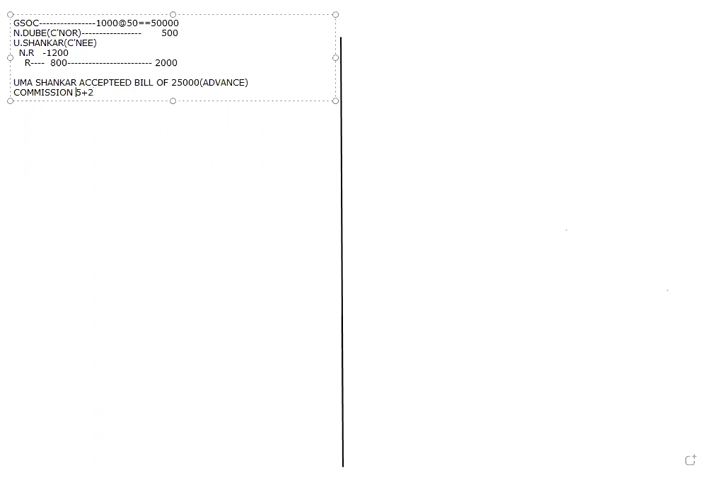 GSOC----------------1000@50==50000
N.DUBE(C'NOR)----------------- 500
U.SHANKAR(C'NEE)
N.R -1200
R---- 800------------------------ 2000
UMA SHANKAR ACCEPTEED BILL OF 25000(ADVANCE)
COMMISSION 5+2